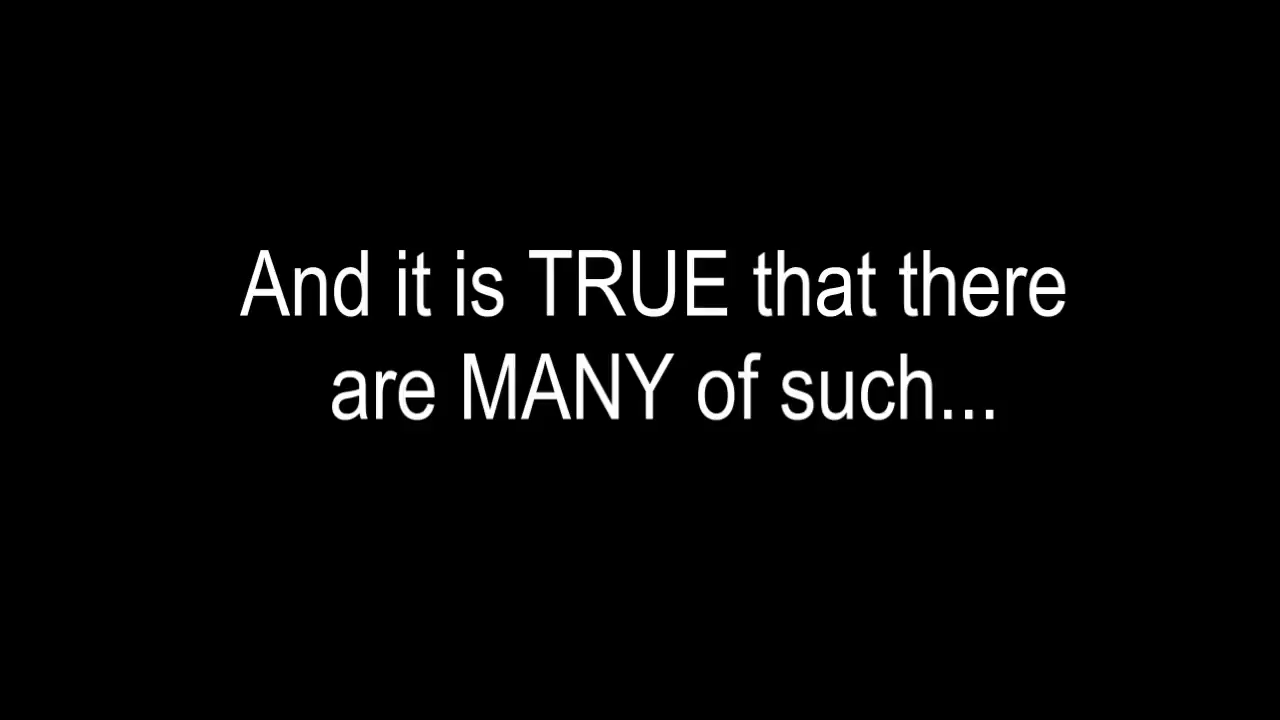 And it is TRUE that there
are MANY of such...